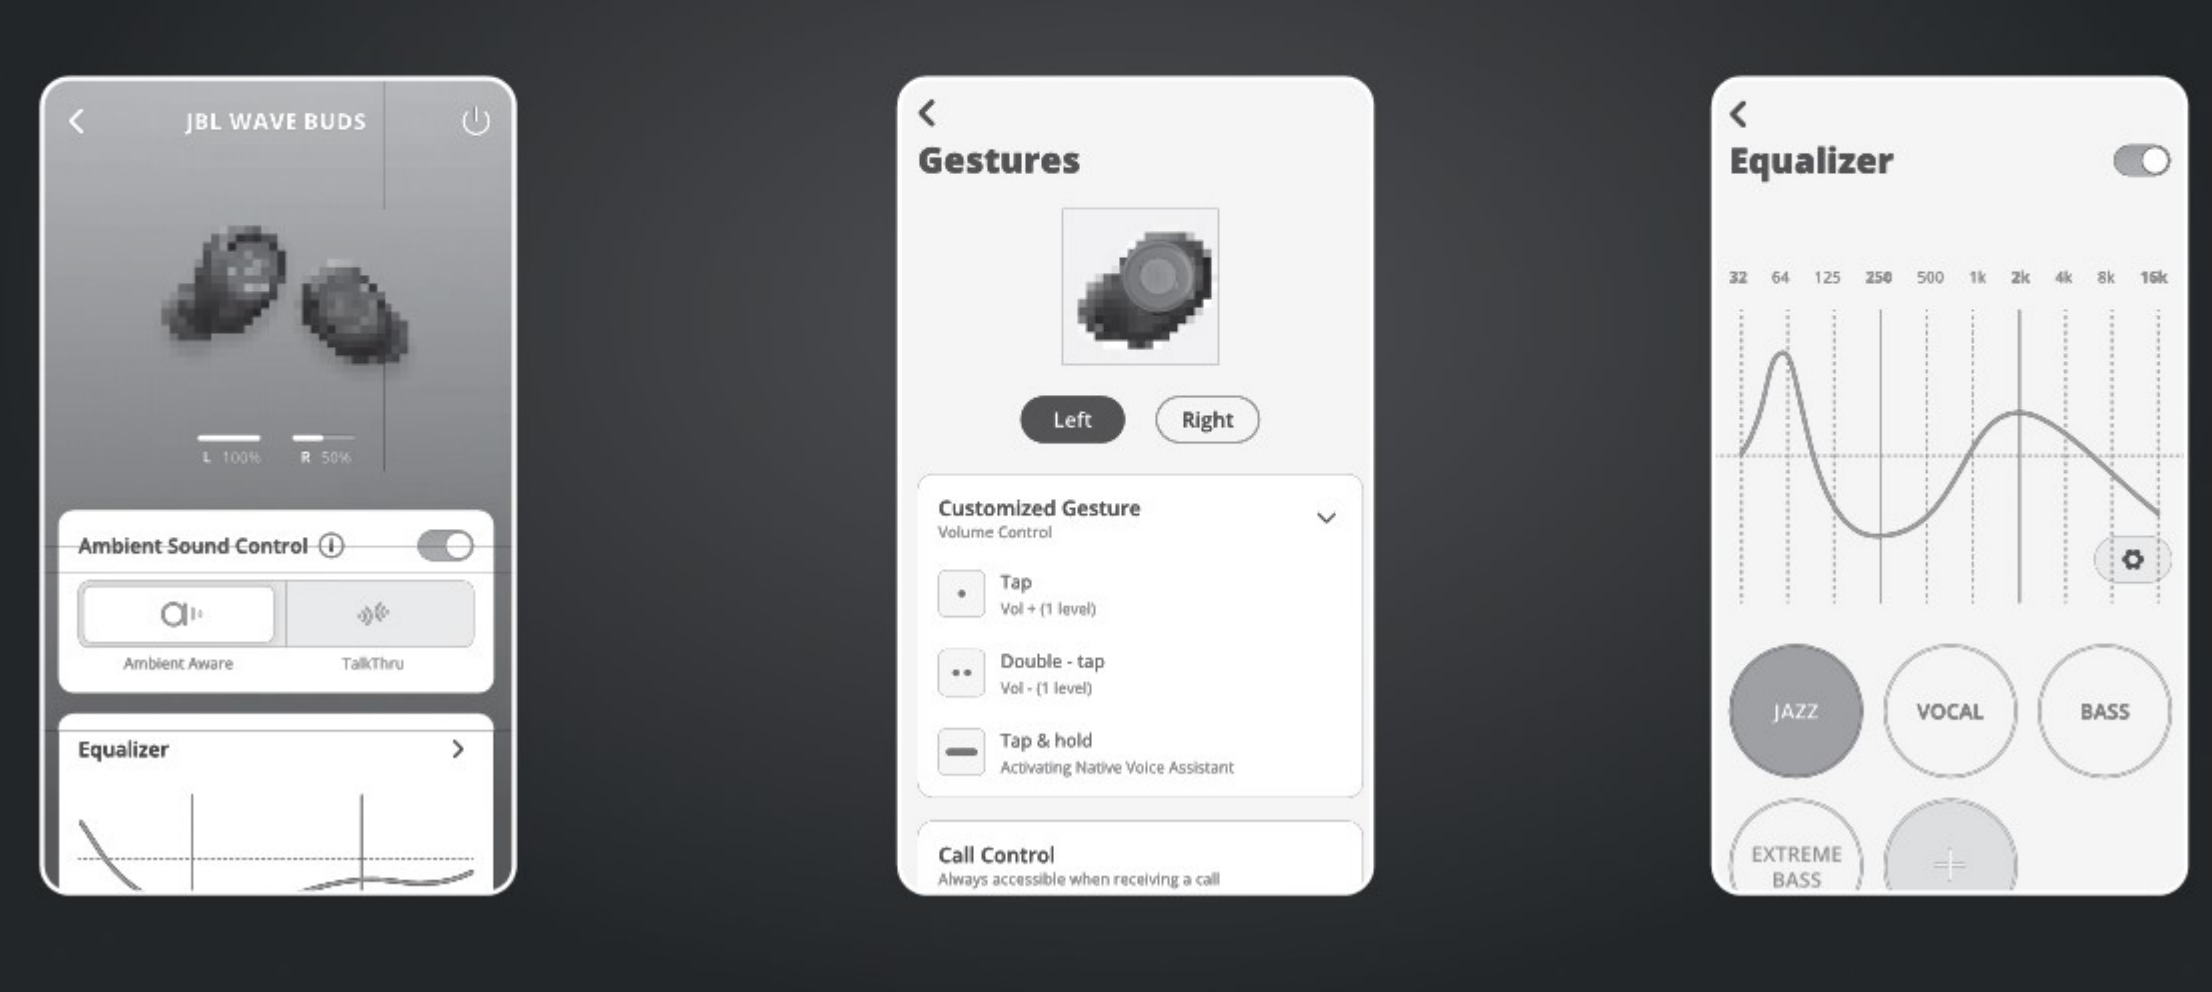 JBL WAVE BUDS
L 100% R 50%
Ambient Sound Control
Ambient Aware TalkThru
Equalizer
Gestures
Left Right
Customized Gesture
Volume Control
Tap
Vol + (1 level)
Double - tap
Vol - (1 level)
Tap & hold
Activating Native Voice Assistant
Call Control
Always accessible when receiving a call
Equalizer
32 64 125 250 500 1k 2k 4k 8k 16k
JAZZ VOCAL BASS
EXTREME
BASS